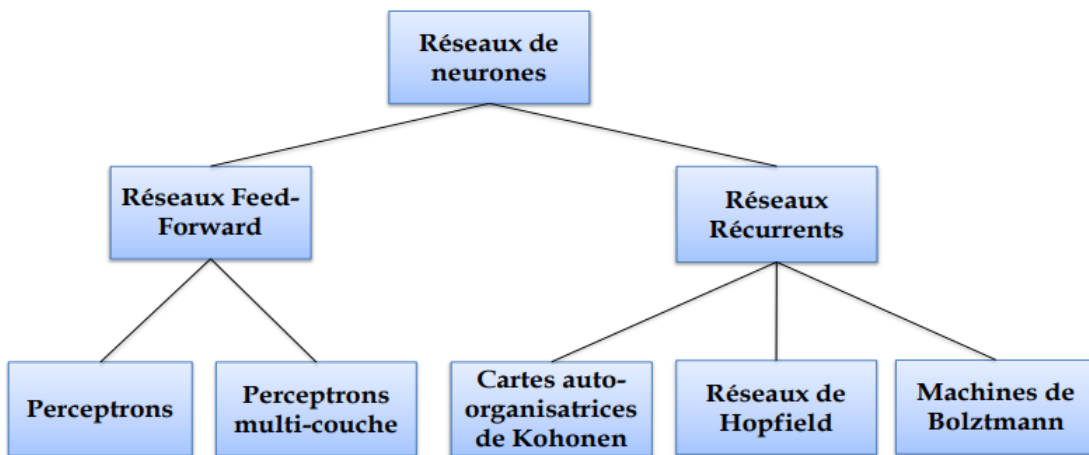 Réseaux de
neurones
Réseaux Feed-
Forward
Réseaux
Récurrents
Perceptrons
Perceptrons
multi-couche
Cartes auto-
organisatrices
de Kohonen
Réseaux de
Hopfield
Machines de
Bolztmann